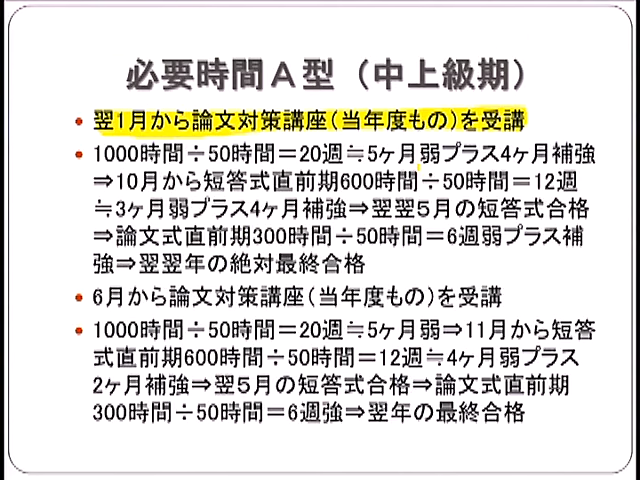 必要時間A型（中上級期）
• 翌1月から論文対策講座（当年度もの）を受講
• 1000時間÷50時間＝20週≒5ヶ月弱プラス4ヶ月補強
⇒10月から短答式直前期600時間÷50時間＝12週
≒3ヶ月弱プラス4ヶ月補強⇒翌翌５月の短答式合格
⇒論文式直前期300時間÷50時間＝6週弱プラス補
強⇒翌翌年の絶対最終合格
• 6月から論文対策講座（当年度もの）を受講
• 1000時間÷50時間＝20週≒5ヶ月弱⇒11月から短答
式直前期600時間÷50時間＝12週≒4ヶ月弱プラス
2ヶ月補強⇒翌５月の短答式合格⇒論文式直前期
300時間÷50時間＝6週強⇒翌年の最終合格